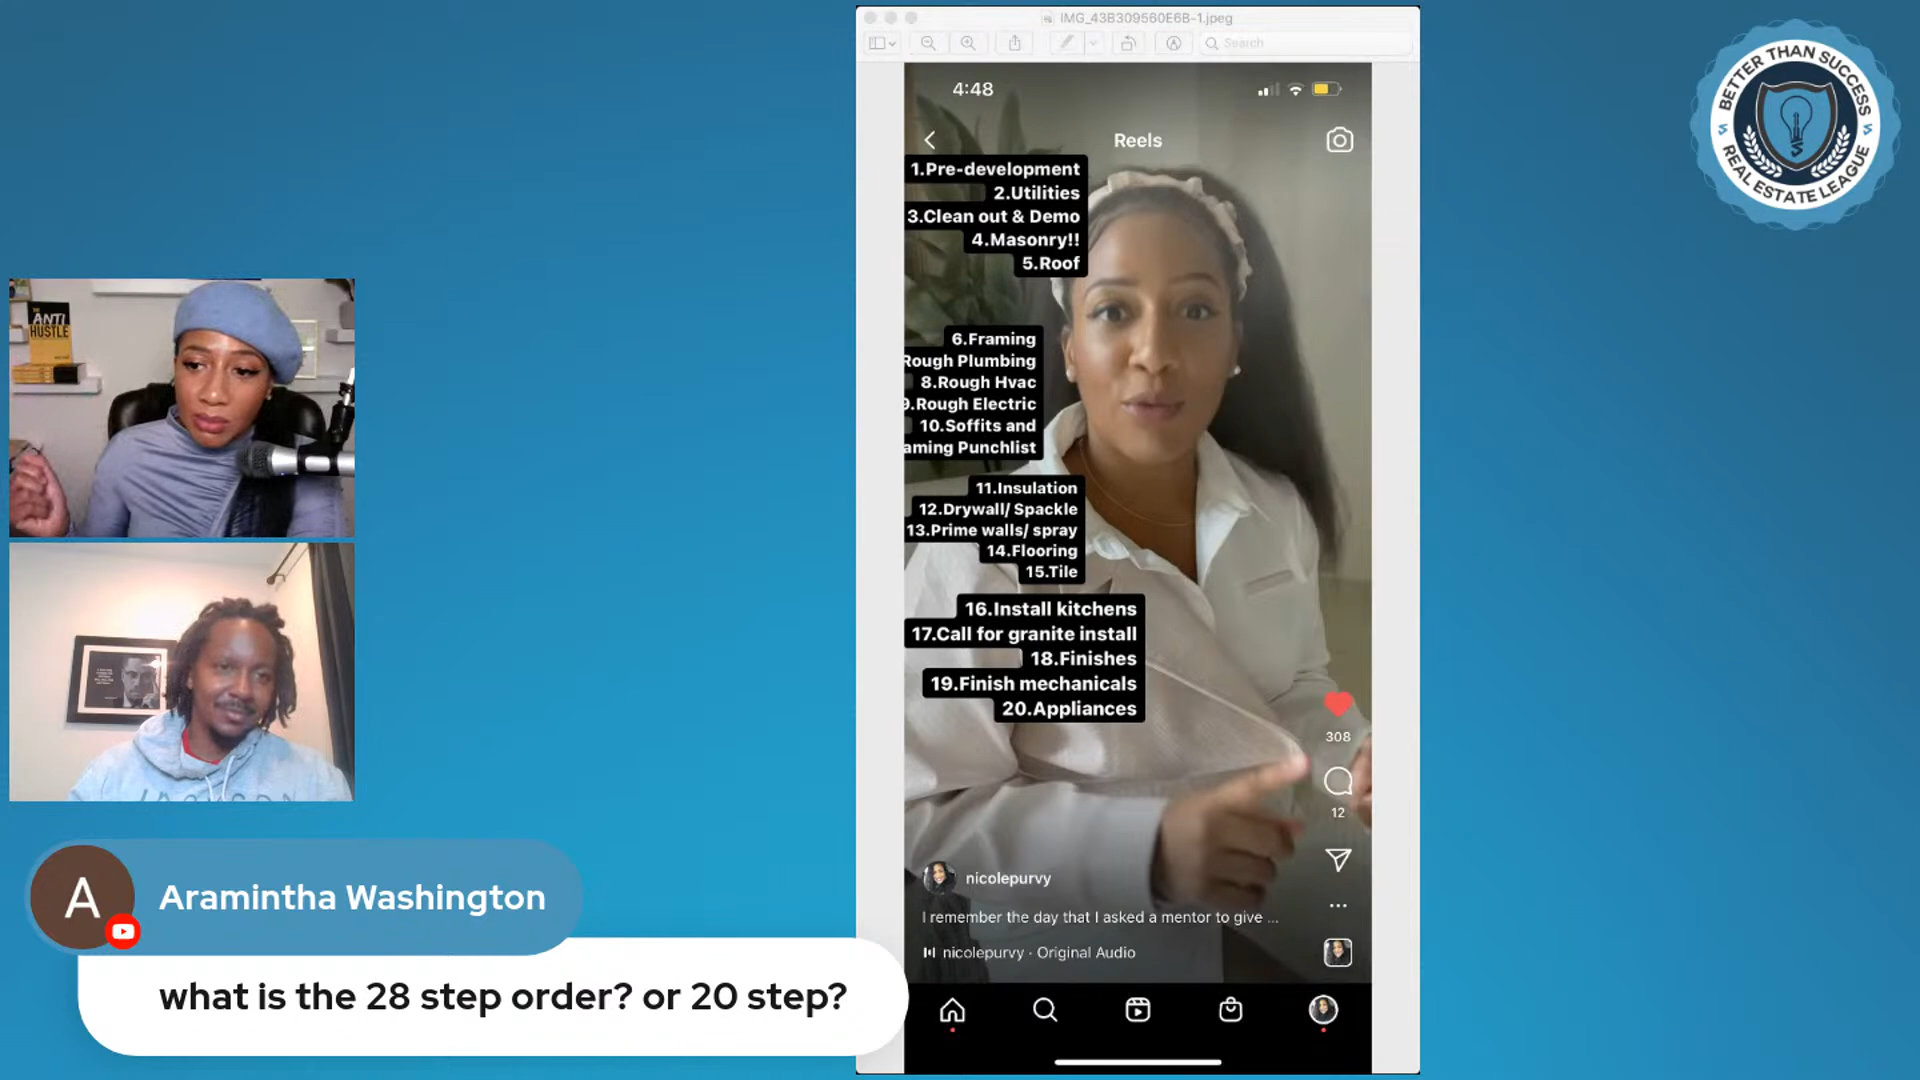 IMG_43B309560E6B-1.jpeg
Search
4:48
Reels
1.Pre-development
2.Utilities
3.Clean out & Demo
4.Masonry!!
5.Roof
6.Framing
Rough Plumbing
8.Rough Hvac
9.Rough Electric
10.Soffits and
aming Punchlist
11.Insulation
12.Drywall/ Spackle
13.Prime walls/ spray
14.Flooring
15.Tile
16.Install kitchens
17.Call for granite install
18.Finishes
19.Finish mechanicals
20.Appliances
308
12
nicolepurvy
I remember the day that I asked a mentor to give ...
nicolepurvy · Original Audio
BETTER THAN SUCCESS
REAL ESTATE LEAGUE
ANTI
HUSTLE
A
Aramintha Washington
what is the 28 step order? or 20 step?